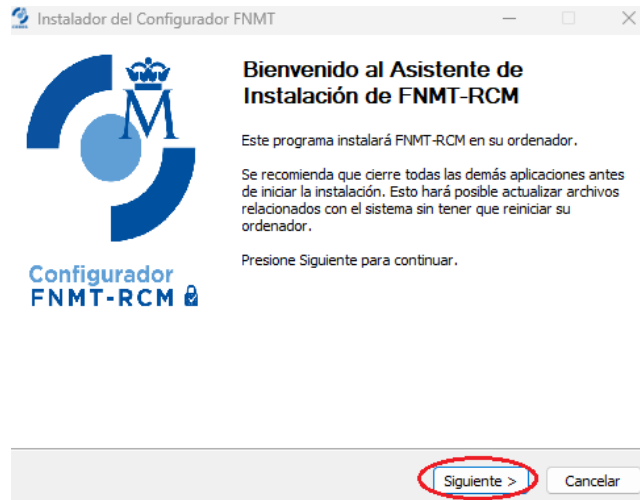 Instalador del Configurador FNMT
Bienvenido al Asistente de
Instalación de FNMT-RCM
Este programa instalará FNMT-RCM en su ordenador.
Se recomienda que cierre todas las demás aplicaciones antes
de iniciar la instalación. Esto hará posible actualizar archivos
relacionados con el sistema sin tener que reiniciar su
ordenador.
Presione Siguiente para continuar.
Configurador
FNMT-RCM
Siguiente >
Cancelar